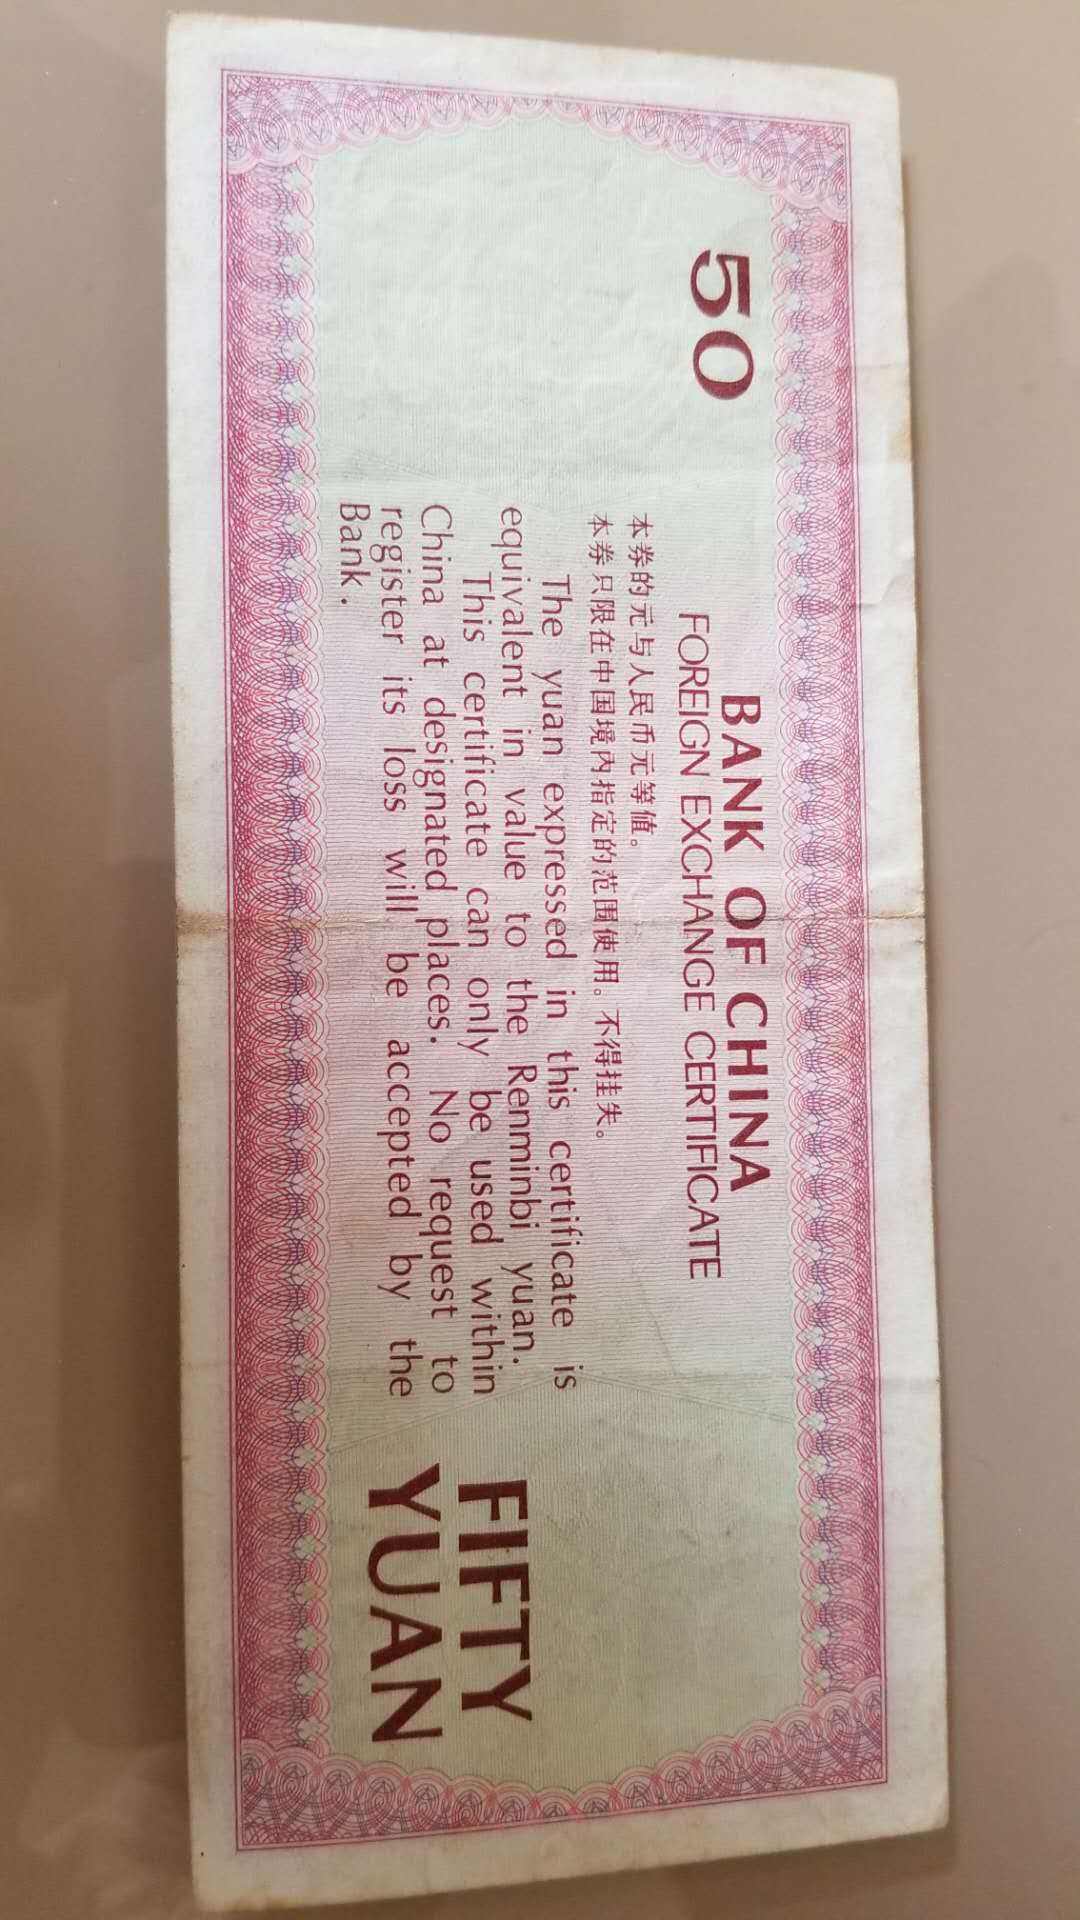 50
BANK OF CHINA
FOREIGN EXCHANGE CERTIFICATE
本券的元与人民币元等值。
本券只限在中国境内指定的范围使用。不得挂失。
The yuan expressed in this certificate is
equivalent in value to the Renminbi yuan.
This certificate can only be used within
China at designated places. No request to
register its loss will be accepted by the
Bank.
FIFTY
YUAN